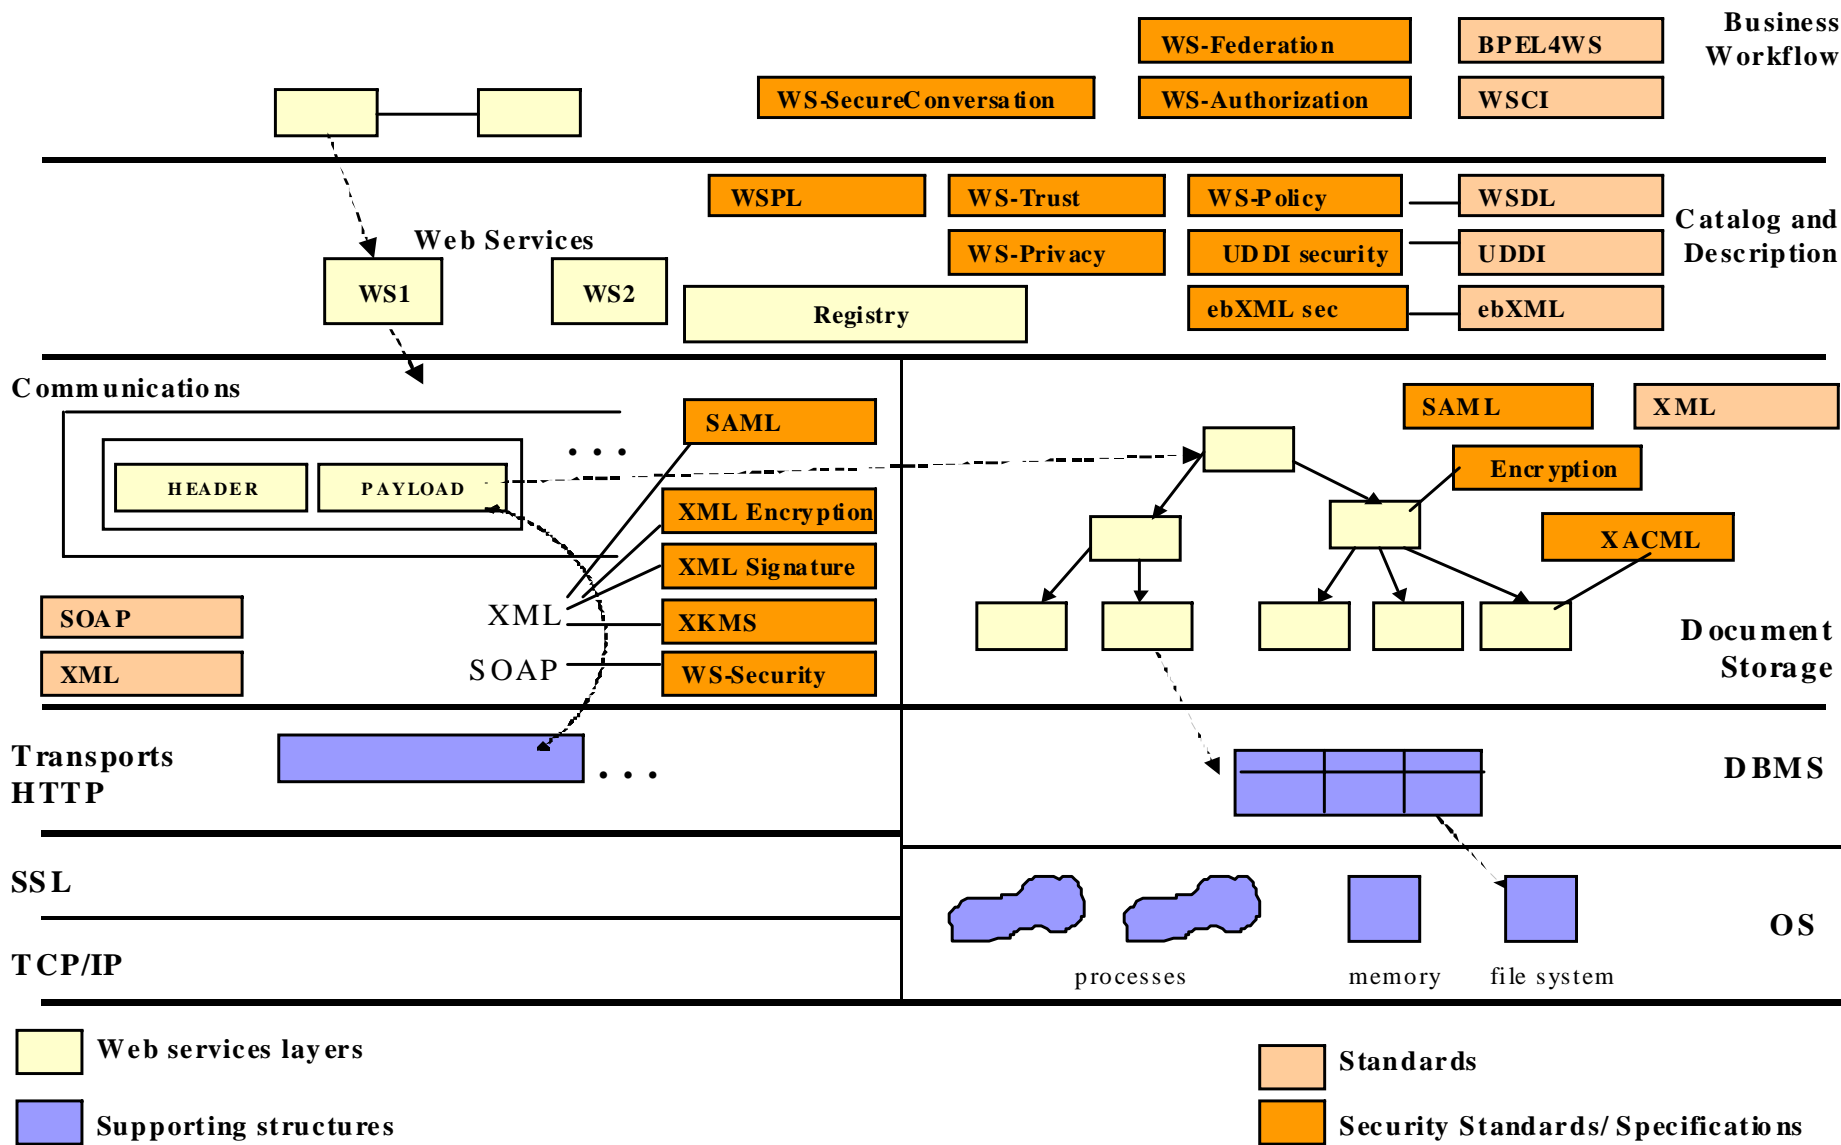 WS-Federation
BPEL4WS
Business
Workflow
WS-SecureConversation
WS-Authorization
WSCI
WSPL
WS-Trust
WS-Policy
WSDL
Catalog and
Description
Web Services
WS-Privacy
UDDI security
UDDI
WS1
WS2
Registry
ebXML sec
ebXML
Communications
SAML
HEADER
PAYLOAD
...
XML Encryption
XML Signature
XML
XKMS
SOAP
WS-Security
SOAP
XML
SAML
XML
Encryption
XACML
Document
Storage
Transports
HTTP
...
DBMS
SSL
TCP/IP
OS
processes
memory
file system
Web services layers
Supporting structures
Standards
Security Standards/ Specifications